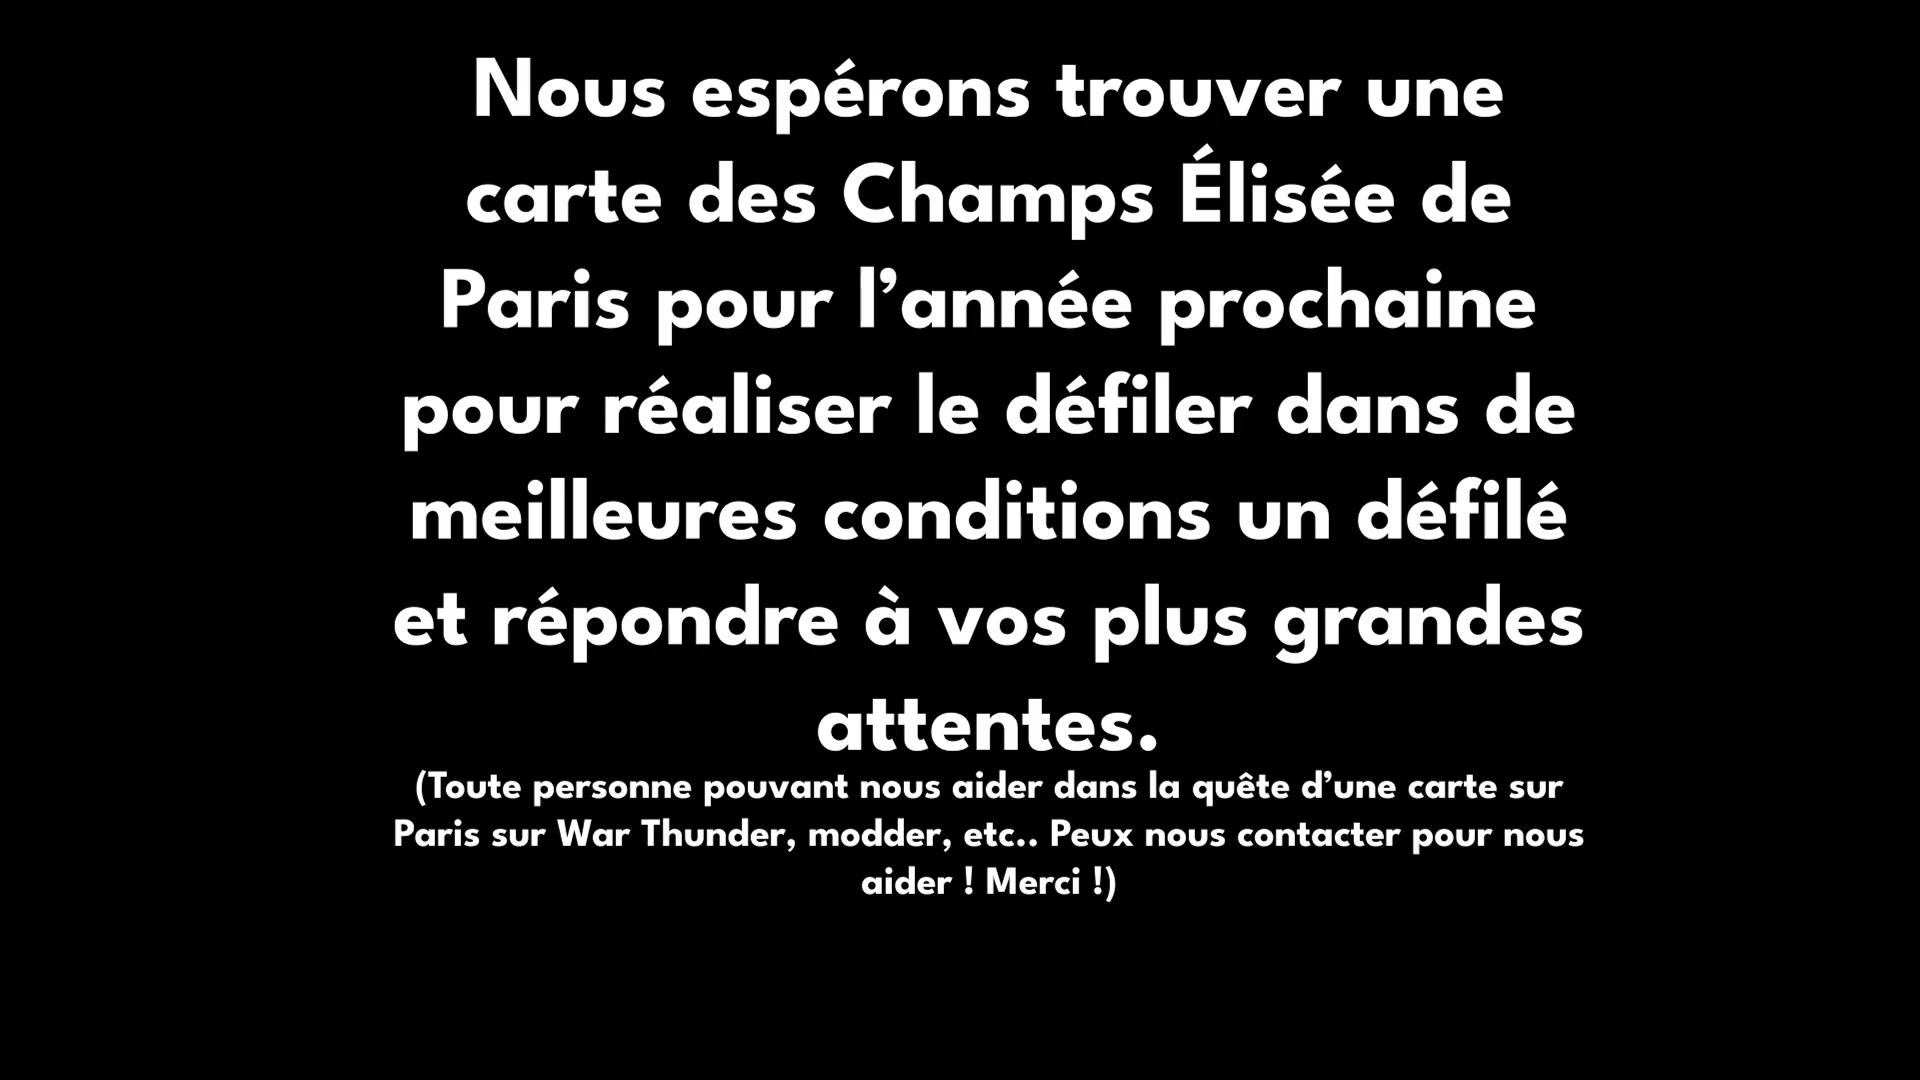 Nous espérons trouver une
carte des Champs Élisée de
Paris pour l’année prochaine
pour réaliser le défiler dans de
meilleures conditions un défilé
et répondre à vos plus grandes
attentes.
(Toute personne pouvant nous aider dans la quête d’une carte sur
Paris sur War Thunder, modder, etc.. Peux nous contacter pour nous
aider ! Merci !)